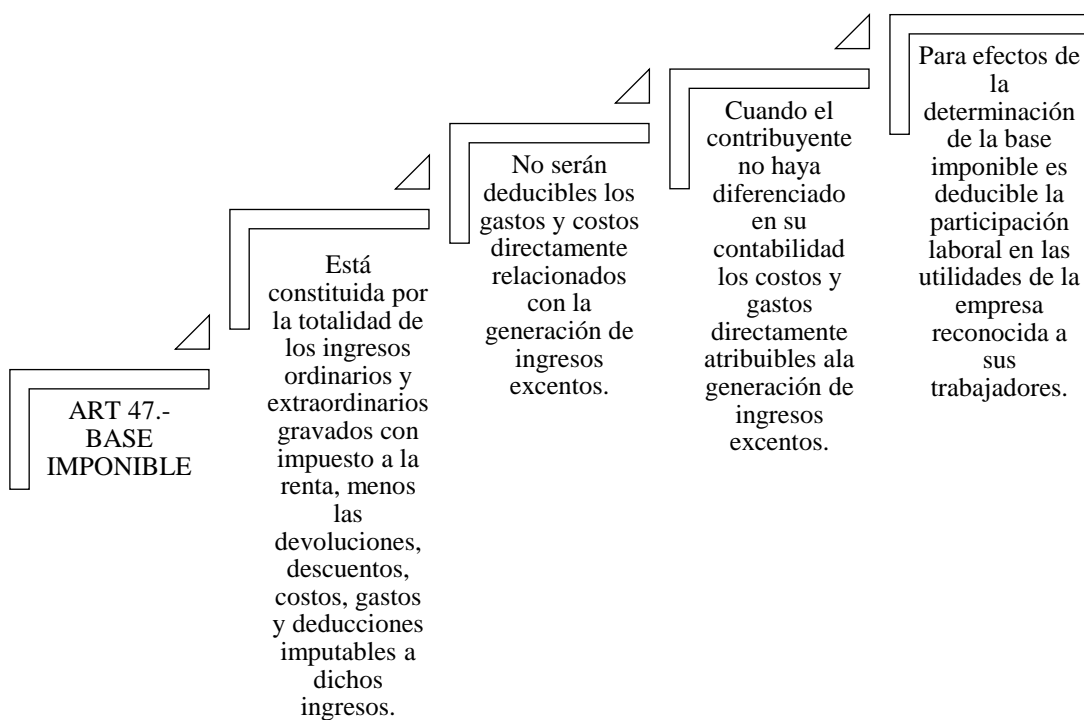 ART 47.-
BASE
IMPONIBLE
Está
constituida por
la totalidad de
los ingresos
ordinarios y
extraordinarios
gravados con
impuesto a la
renta, menos
las
devoluciones,
descuentos,
costos, gastos
y deducciones
imputables a
dichos
ingresos.
No serán
deducibles los
gastos y costos
directamente
relacionados
con la
generación de
ingresos
excentos.
Cuando el
contribuyente
no haya
diferenciado
en su
contabilidad
los costos y
gastos
directamente
atribuibles ala
generación de
ingresos
excentos.
Para efectos de
la
determinación
de la base
imponible es
deducible la
participación
laboral en las
utilidades de la
empresa
reconocida a
sus
trabajadores.